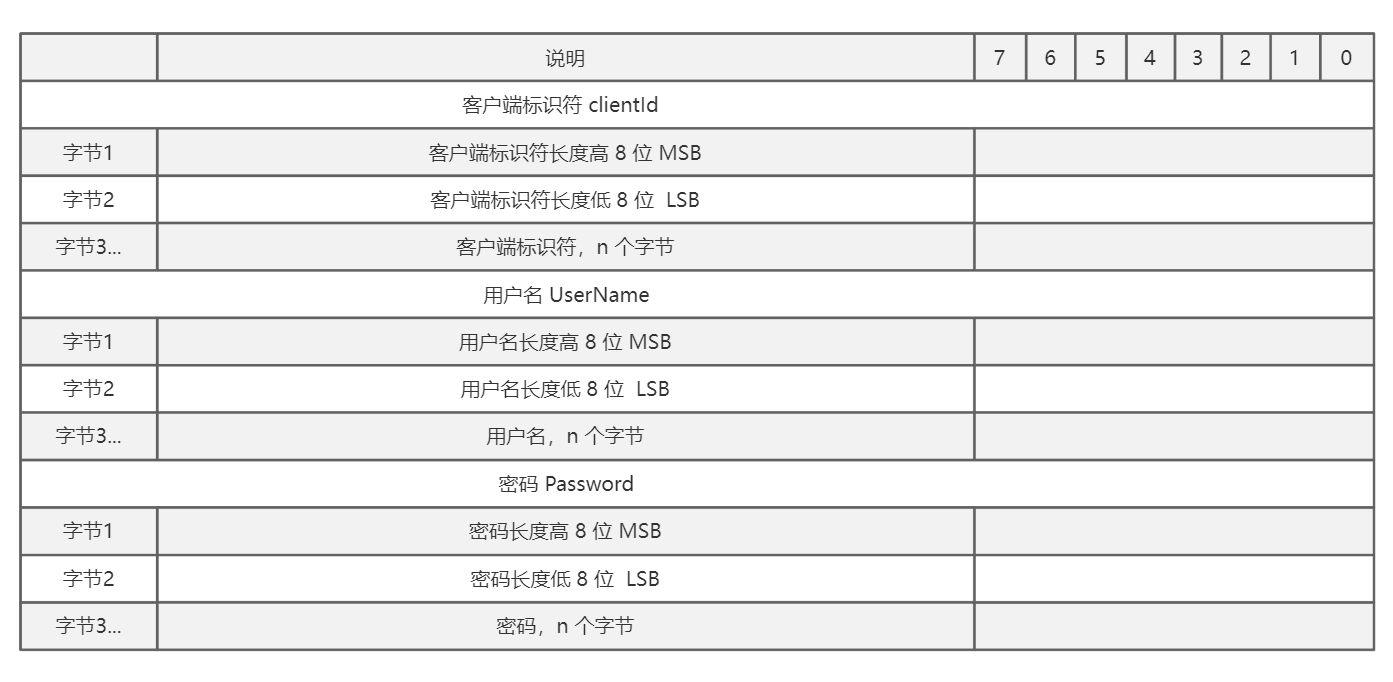 说明 7 6 5 4 3 2 1 0
客户端标识符 clientId
字节1 客户端标识符长度高 8 位 MSB
字节2 客户端标识符长度低 8 位 LSB
字节3... 客户端标识符，n 个字节
用户名 UserName
字节1 用户名长度高 8 位 MSB
字节2 用户名长度低 8 位 LSB
字节3... 用户名，n 个字节
密码 Password
字节1 密码长度高 8 位 MSB
字节2 密码长度低 8 位 LSB
字节3... 密码，n 个字节